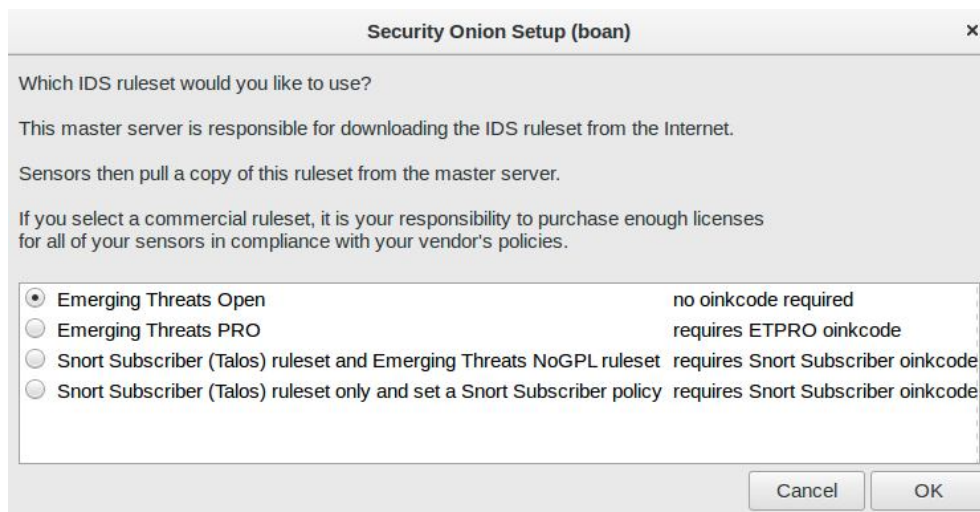 Security Onion Setup (boan)
Which IDS ruleset would you like to use?
This master server is responsible for downloading the IDS ruleset from the Internet.
Sensors then pull a copy of this ruleset from the master server.
If you select a commercial ruleset, it is your responsibility to purchase enough licenses
for all of your sensors in compliance with your vendor's policies.
Emerging Threats Open no oinkcode required
Emerging Threats PRO requires ETPRO oinkcode
Snort Subscriber (Talos) ruleset and Emerging Threats NoGPL ruleset requires Snort Subscriber oinkcode
Snort Subscriber (Talos) ruleset only and set a Snort Subscriber policy requires Snort Subscriber oinkcode
Cancel OK